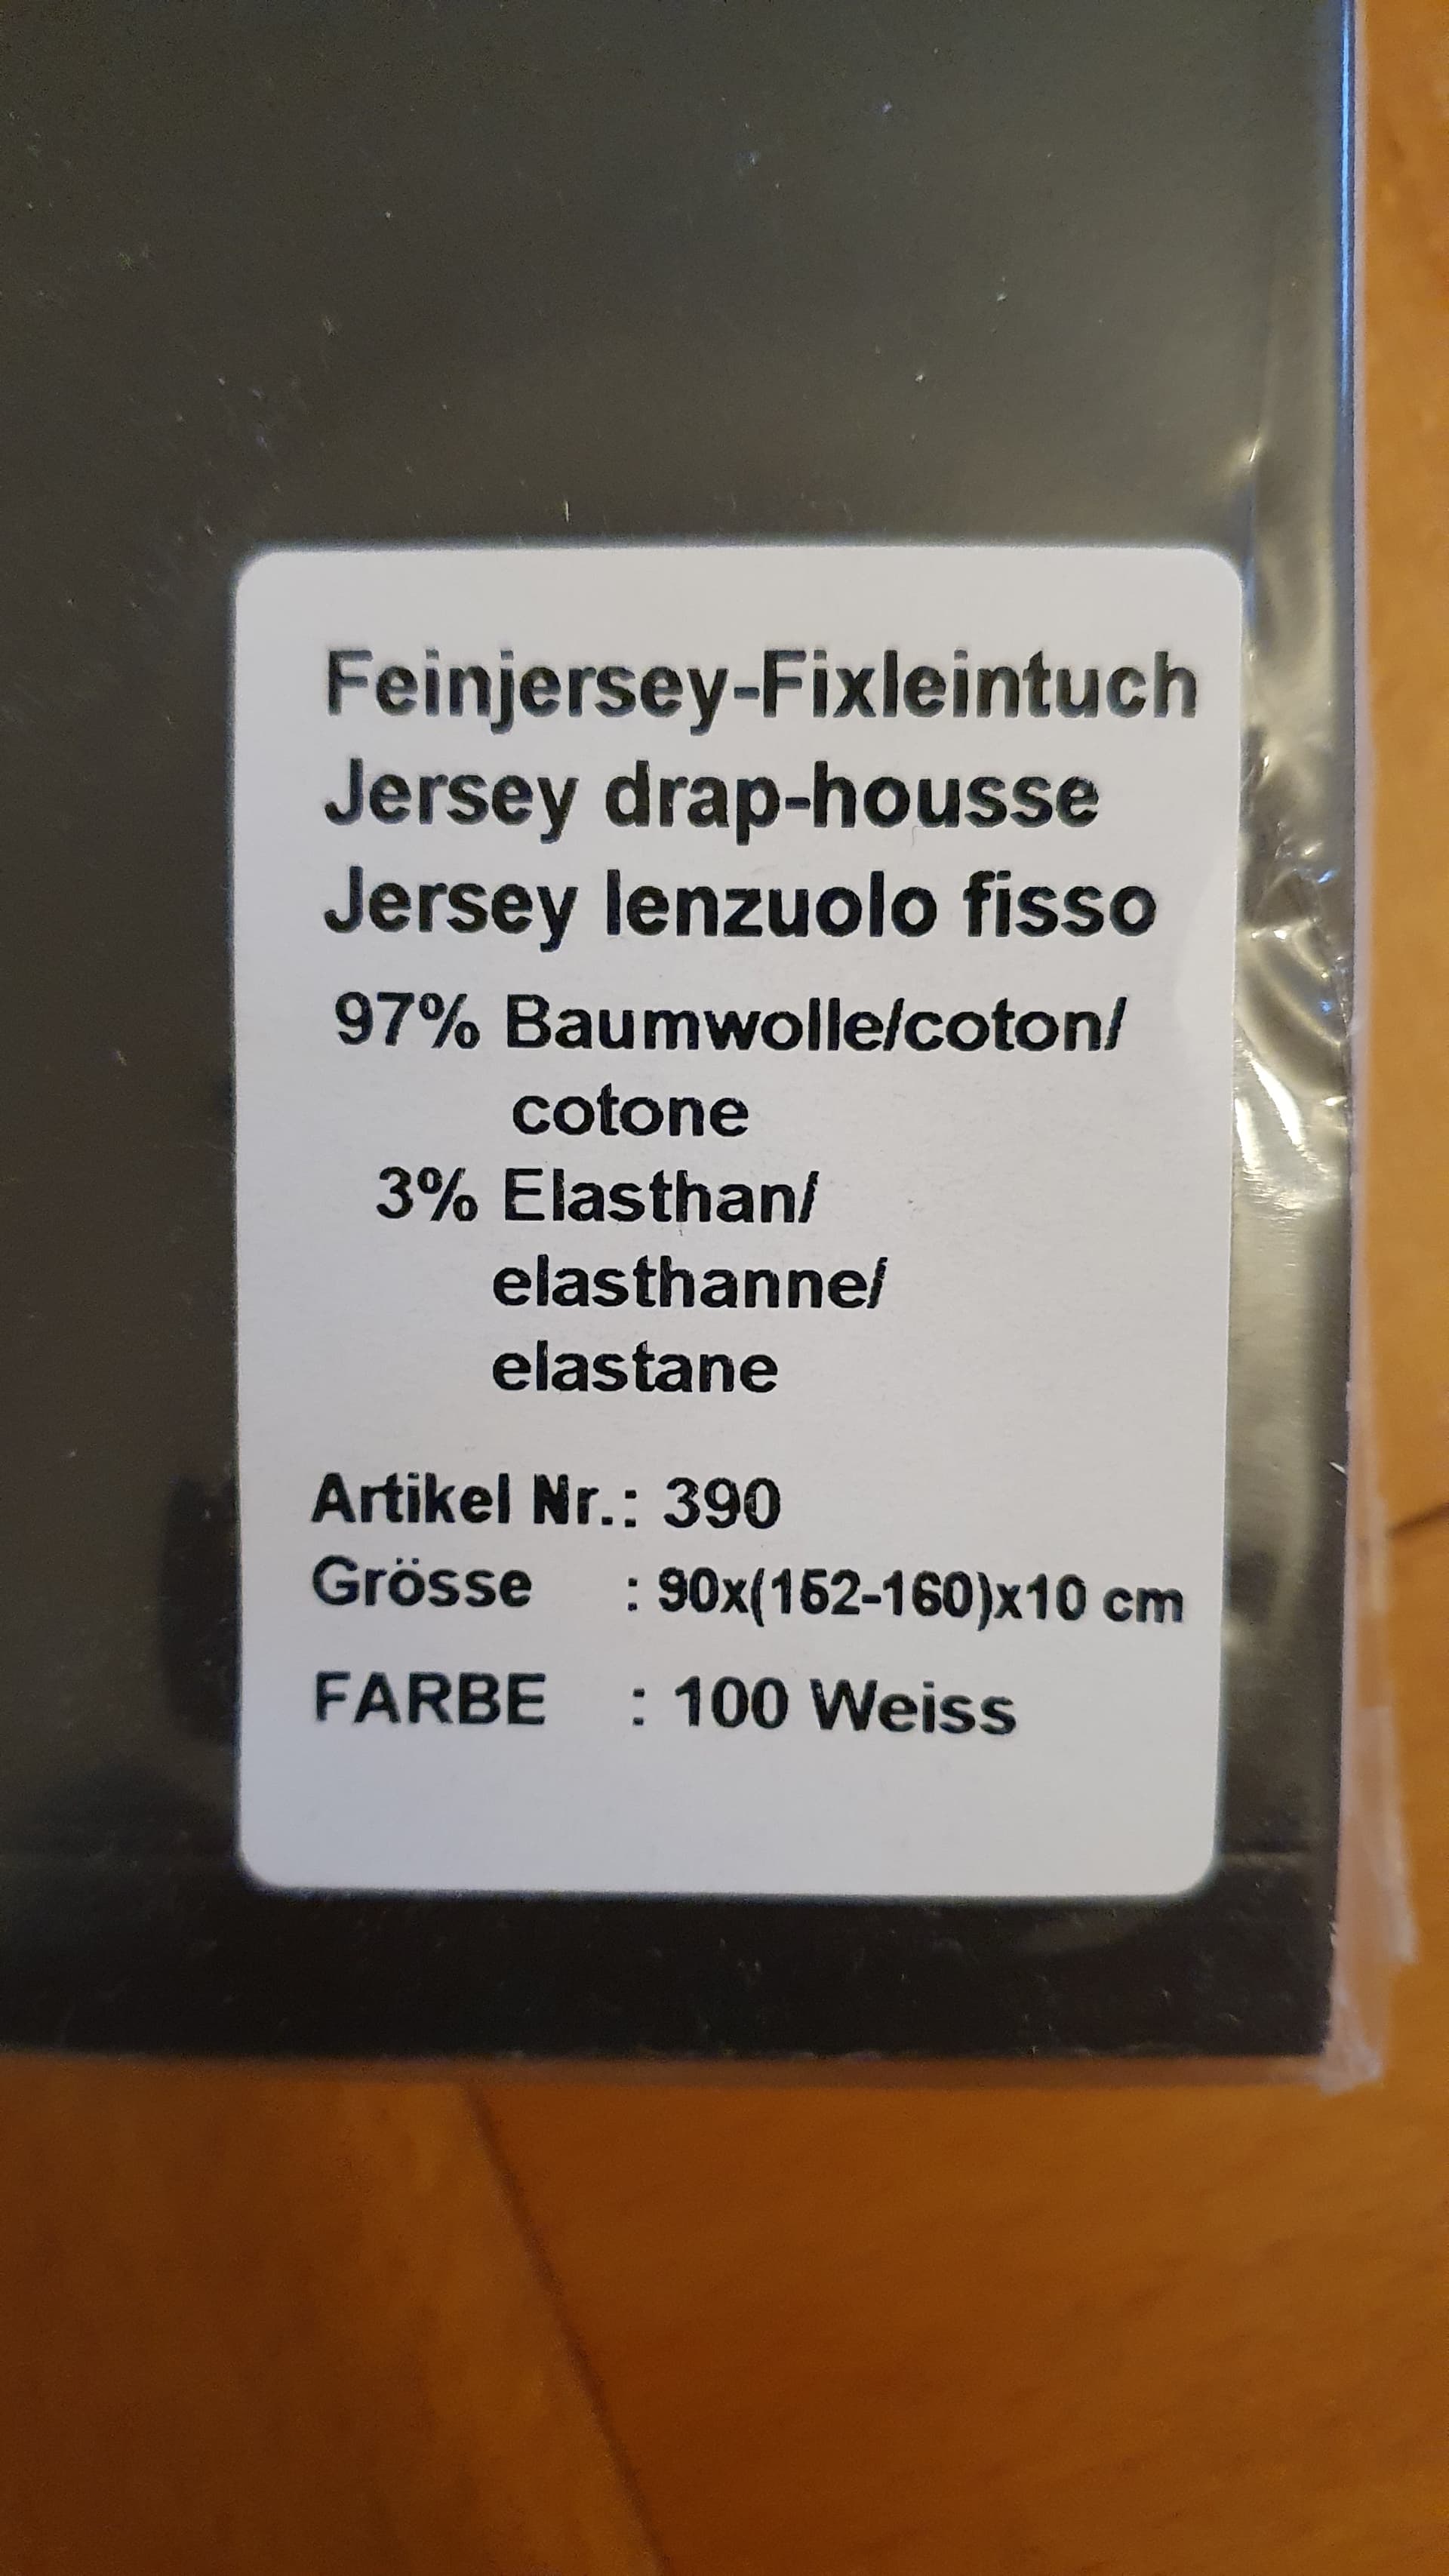 Feinjersey-Fixleintuch
Jersey drap-housse
Jersey lenzuolo fisso
97% Baumwolle/coton/
cotone
3% Elasthan/
elasthanne/
elastane
Artikel Nr.: 390
Grösse : 90x(152-160)x10 cm
FARBE : 100 Weiss